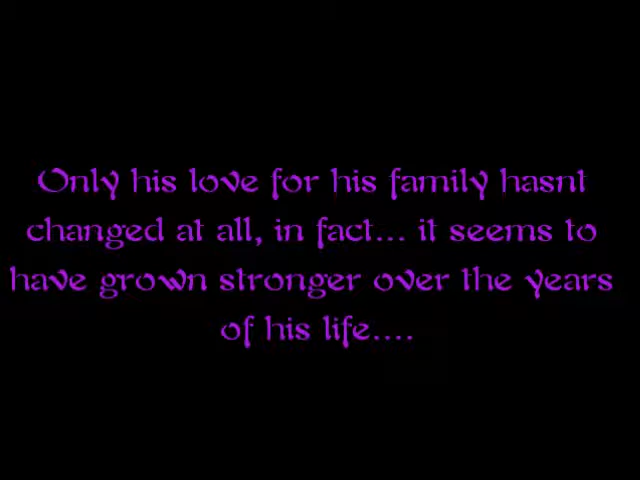 Only his love for his family hasnt
changed at all, in fact... it seems to
have grown stronger over the years
of his life....